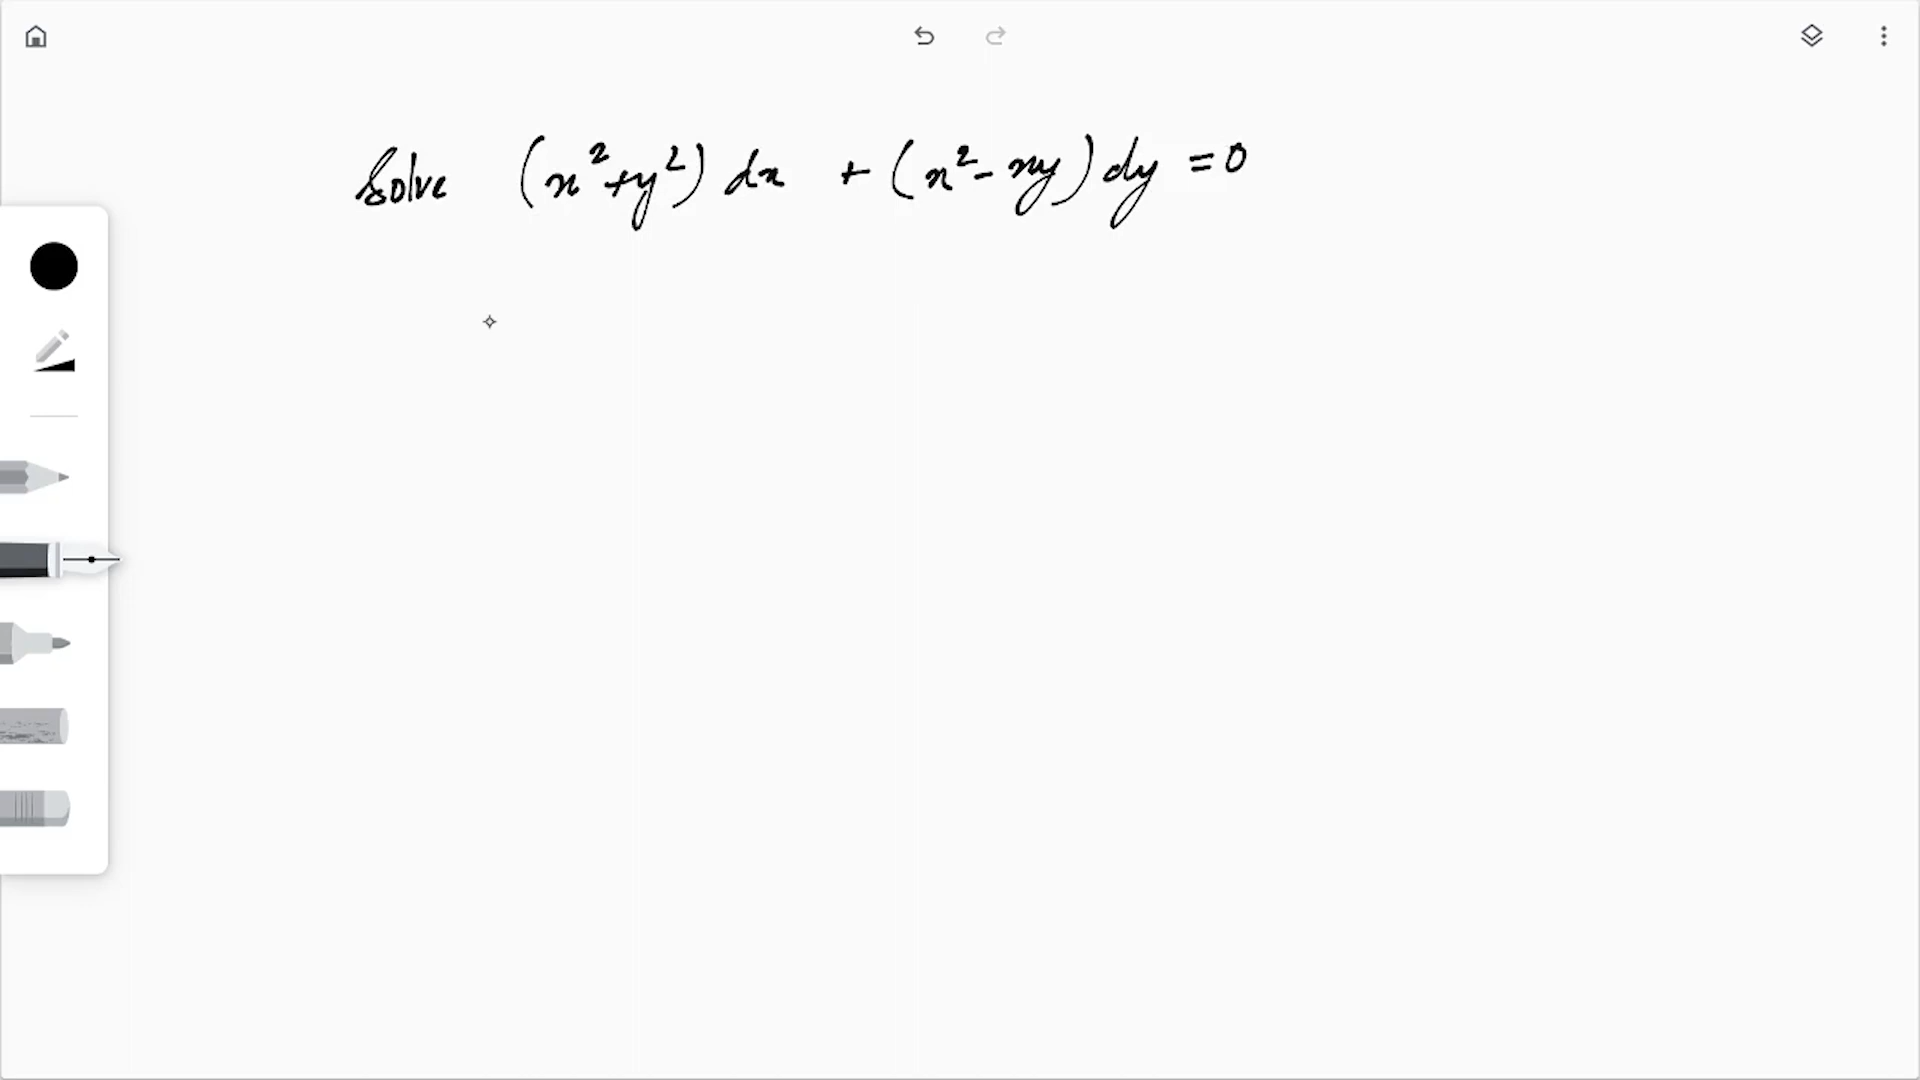 Solve (x²+y²) dx + (x²-xy) dy = 0